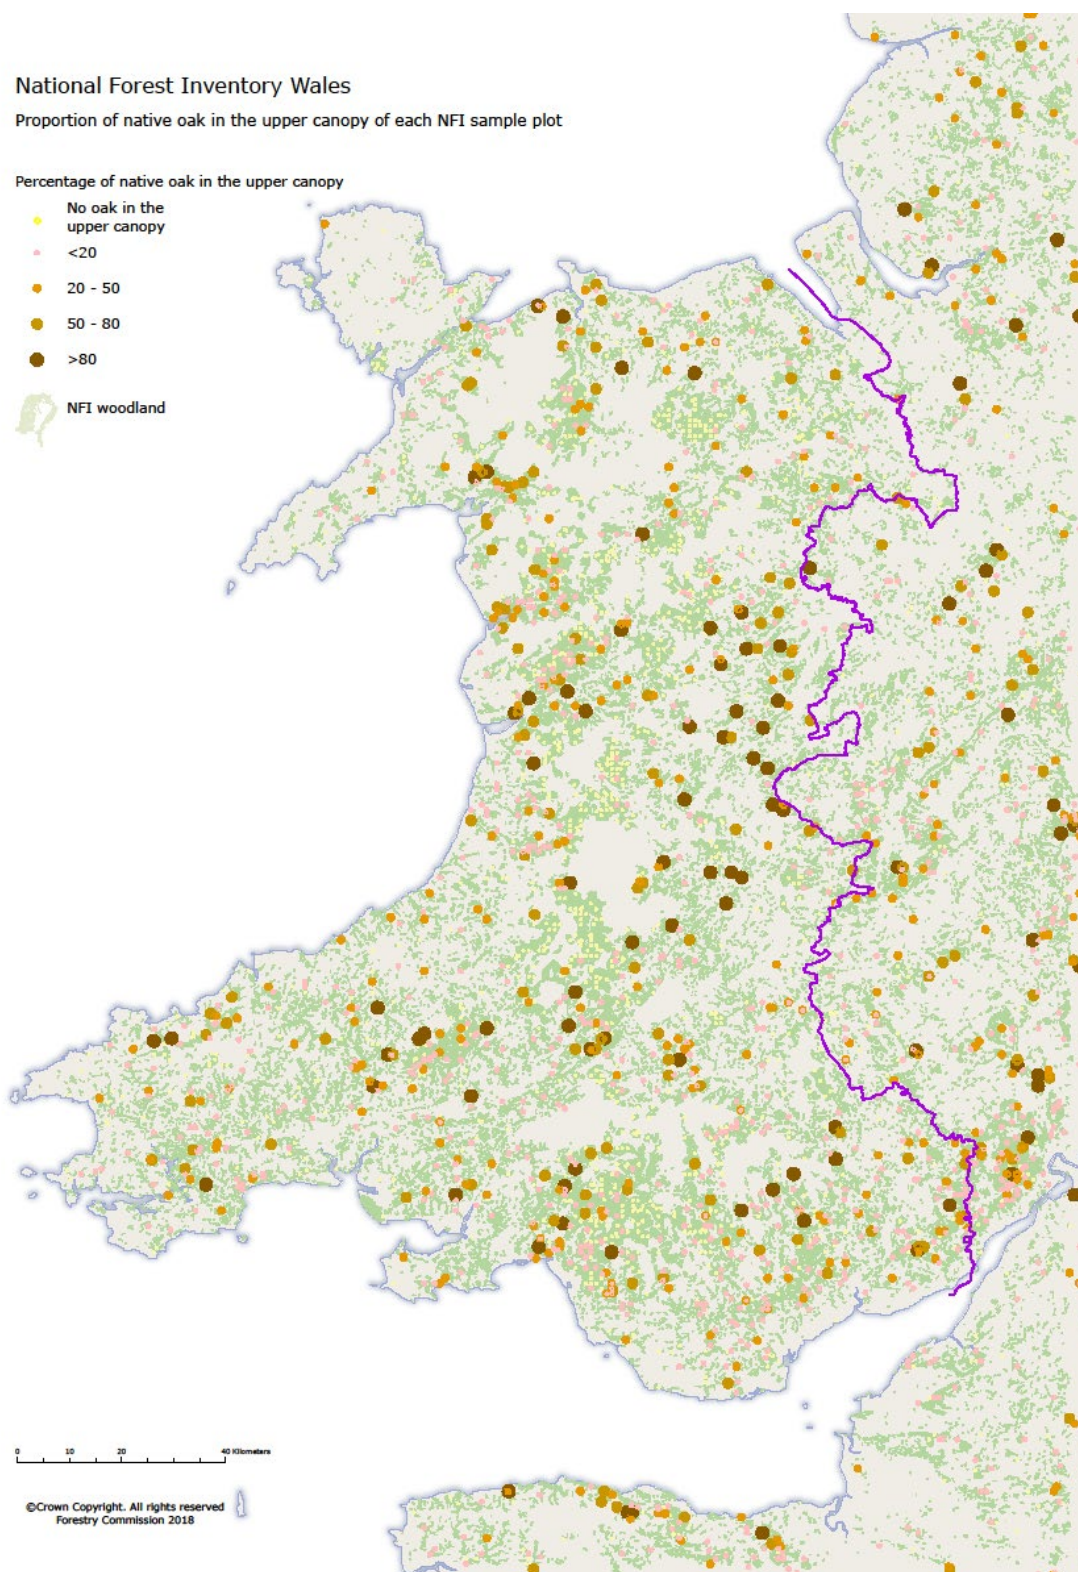 National Forest Inventory Wales
Proportion of native oak in the upper canopy of each NFI sample plot
Percentage of native oak in the upper canopy
No oak in the
upper canopy
<20
20 - 50
50 - 80
>80
NFI woodland
0 10 20 40 Kilometers
©Crown Copyright. All rights reserved
Forestry Commission 2018